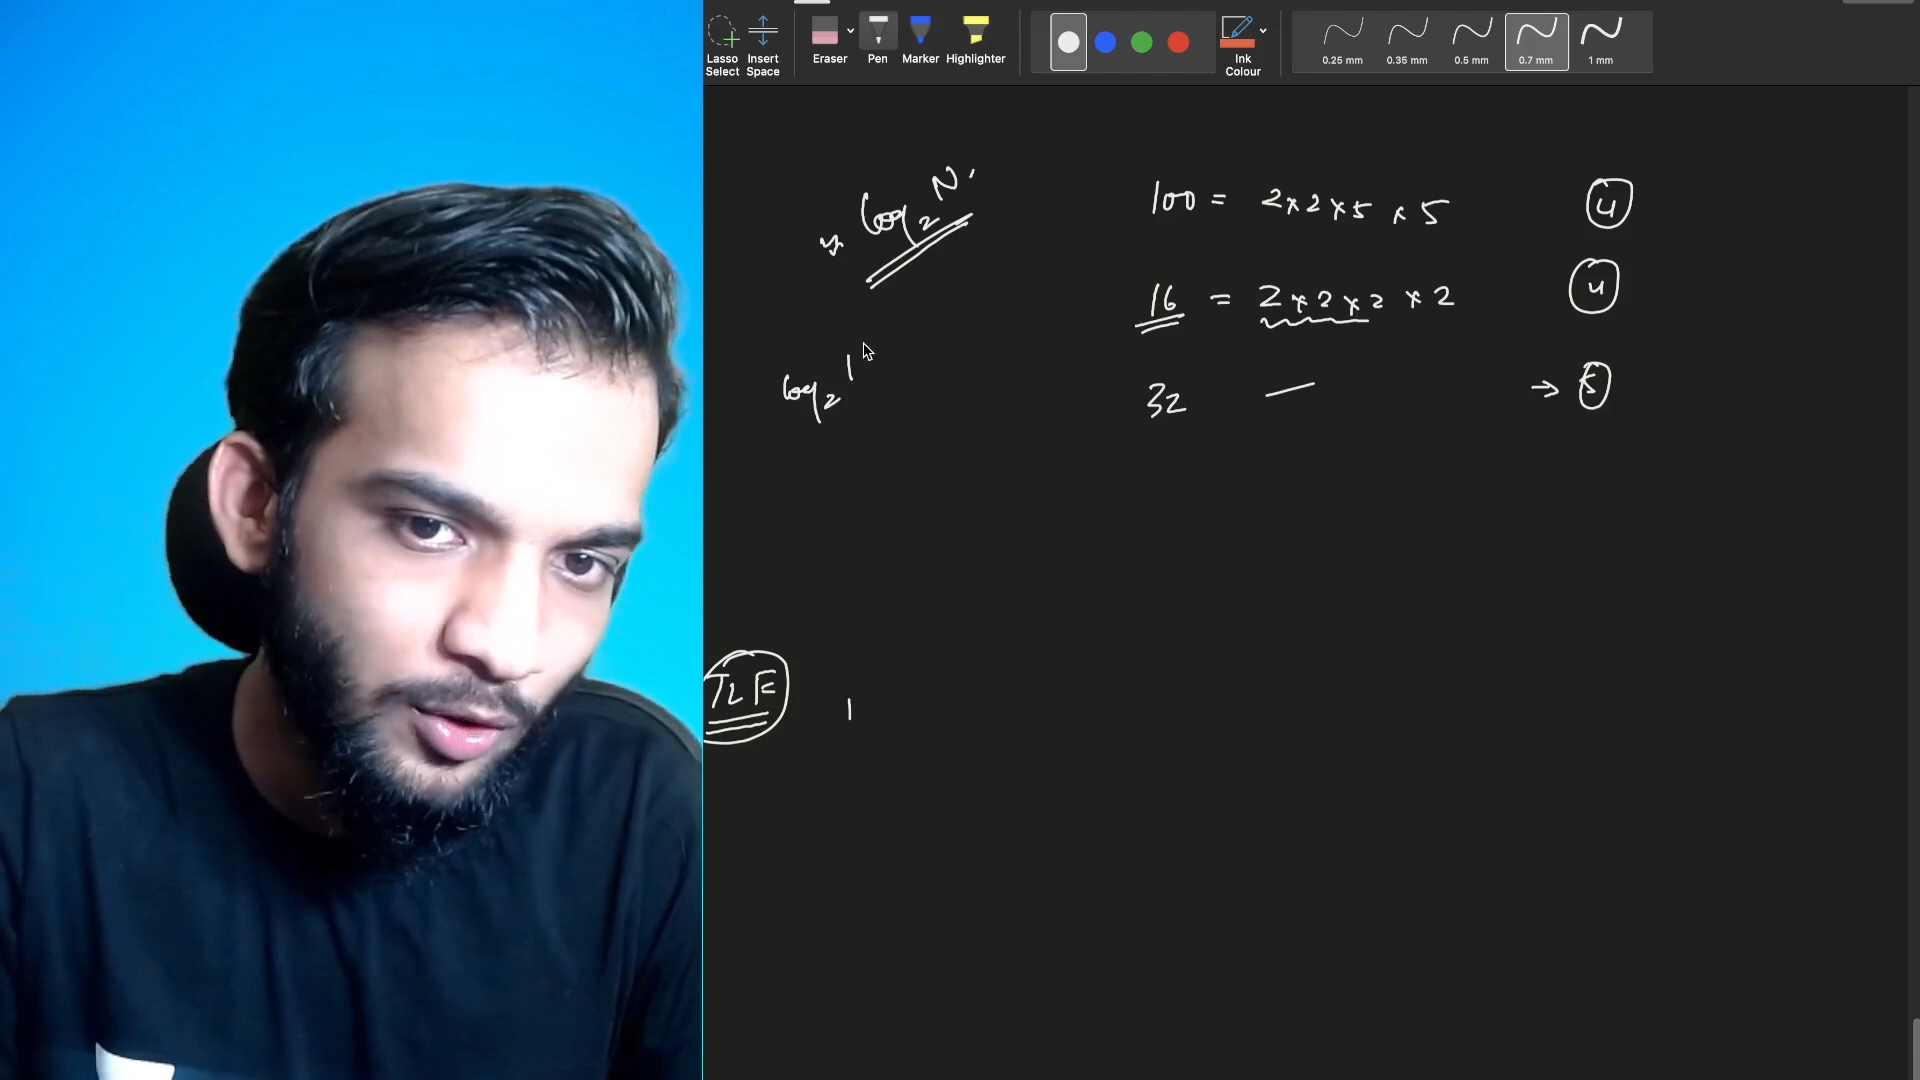 Lasso Select
Insert Space
Eraser
Pen
Marker
Highlighter
Ink Colour
0.25 mm
0.35 mm
0.5 mm
0.7 mm
1 mm
log₂ N
100 = 2 × 2 × 5 × 5
4
16 = 2 × 2 × 2 × 2
4
log₂ 1
32 — → 5
TLE
1